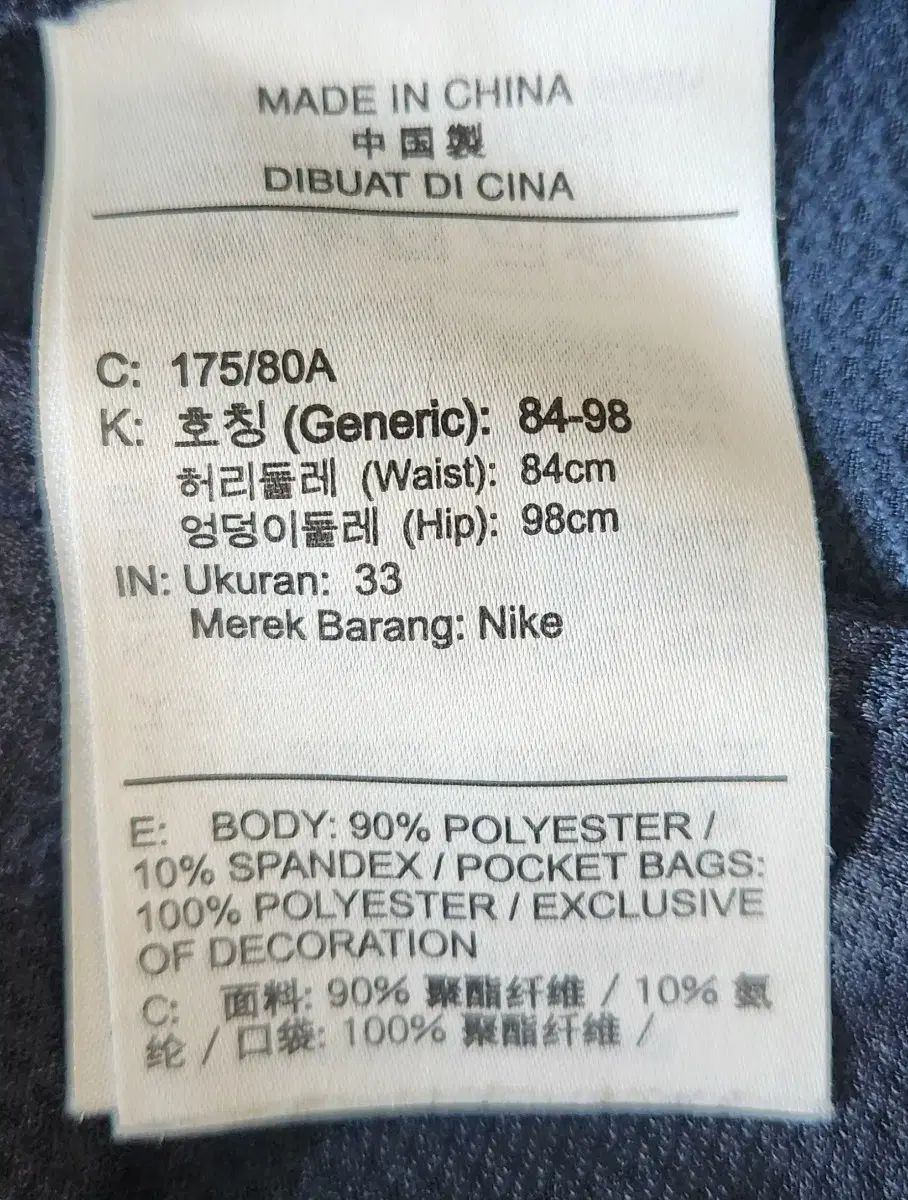 MADE IN CHINA
中国製
DIBUAT DI CINA
C: 175/80A
K: 호칭 (Generic): 84-98
허리둘레 (Waist): 84cm
엉덩이둘레 (Hip): 98cm
IN: Ukuran: 33
Merek Barang: Nike
E: BODY: 90% POLYESTER /
10% SPANDEX / POCKET BAGS:
100% POLYESTER / EXCLUSIVE
OF DECORATION
C: 面料: 90% 聚酯纤维 / 10% 氨
纶 / 口袋: 100% 聚酯纤维 /